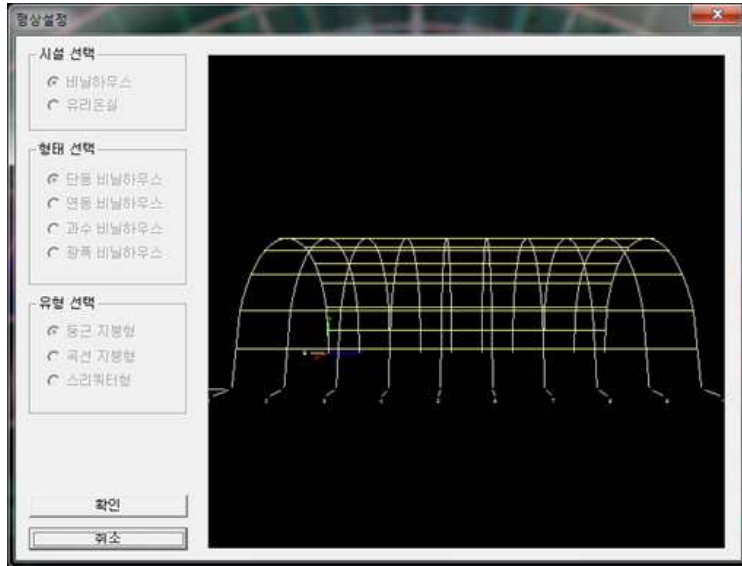 형상설정
시설 선택
비닐하우스
유리온실
형태 선택
단동 비닐하우스
연동 비닐하우스
과수 비닐하우스
광폭 비닐하우스
유형 선택
둥근 지붕형
곡선 지붕형
스리쿼터형
확인
취소